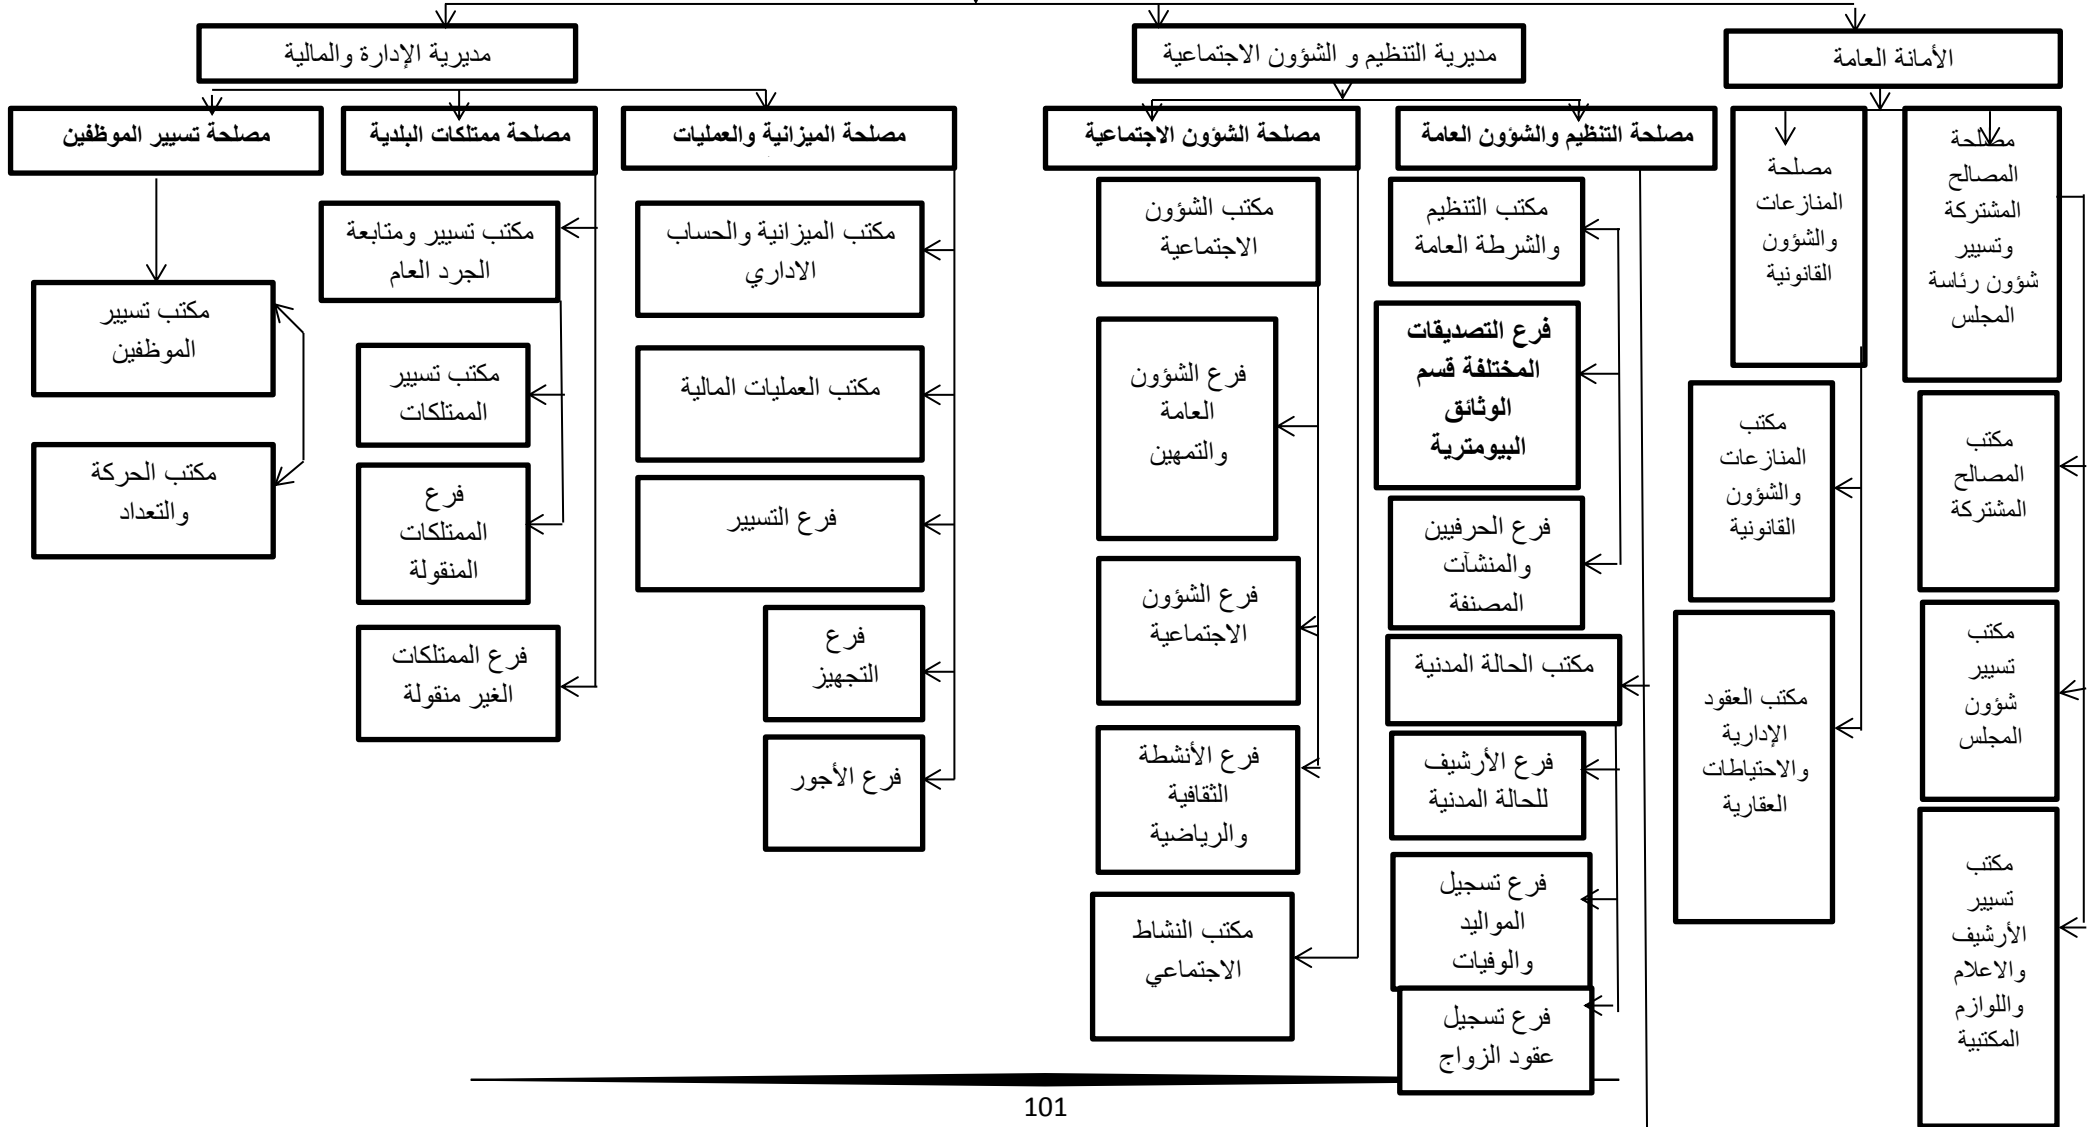 الأمانة العامة
مديرية التنظيم و الشؤون الاجتماعية
مديرية الإدارة والمالية
مصلحة
المصالح
المشتركة
وتسيير
شؤون رئاسة
المجلس
مكتب
المصالح
المشتركة
مكتب
تسيير
شؤون
المجلس
مكتب
تسيير
الأرشيف
والاعلام
واللوازم
المكتبية
مصلحة
المنازعات
والشؤون
القانونية
مكتب
المنازعات
والشؤون
القانونية
مكتب العقود
الإدارية
والاحتياطات
العقارية
مصلحة التنظيم والشؤون العامة
مكتب التنظيم
والشرطة العامة
فرع التصديقات
المختلفة قسم
الوثائق
البيومترية
فرع الحرفيين
والمنشآت
المصنفة
مكتب الحالة المدنية
فرع الأرشيف
للحالة المدنية
فرع تسجيل
المواليد
والوفيات
فرع تسجيل
عقود الزواج
مصلحة الشؤون الاجتماعية
مكتب الشؤون
الاجتماعية
فرع الشؤون
العامة
والتمهين
فرع الشؤون
الاجتماعية
فرع الأنشطة
الثقافية
والرياضية
مكتب النشاط
الاجتماعي
مصلحة الميزانية والعمليات
مكتب الميزانية والحساب
الاداري
مكتب العمليات المالية
فرع التسيير
فرع
التجهيز
فرع الأجور
مصلحة ممتلكات البلدية
مكتب تسيير ومتابعة
الجرد العام
مكتب تسيير
الممتلكات
فرع
الممتلكات
المنقولة
فرع الممتلكات
الغير منقولة
مصلحة تسيير الموظفين
مكتب تسيير
الموظفين
مكتب الحركة
والتعداد
101